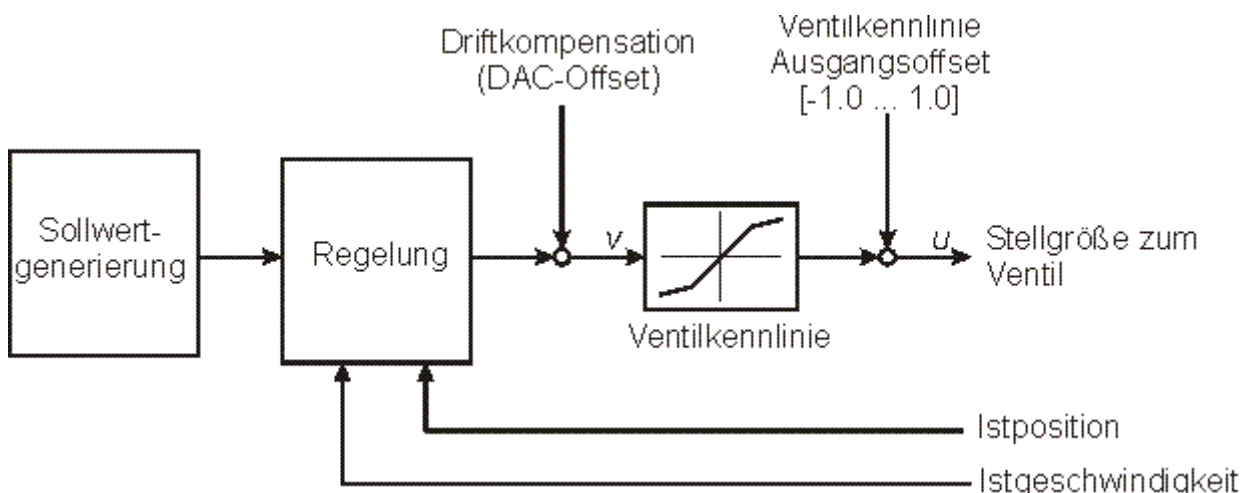 Driftkompensation
(DAC-Offset)
Ventilkennlinie
Ausgangsoffset
[-1.0 ... 1.0]
Sollwert-
generierung
Regelung
v
Ventilkennlinie
u
Stellgröße zum
Ventil
Istposition
Istgeschwindigkeit